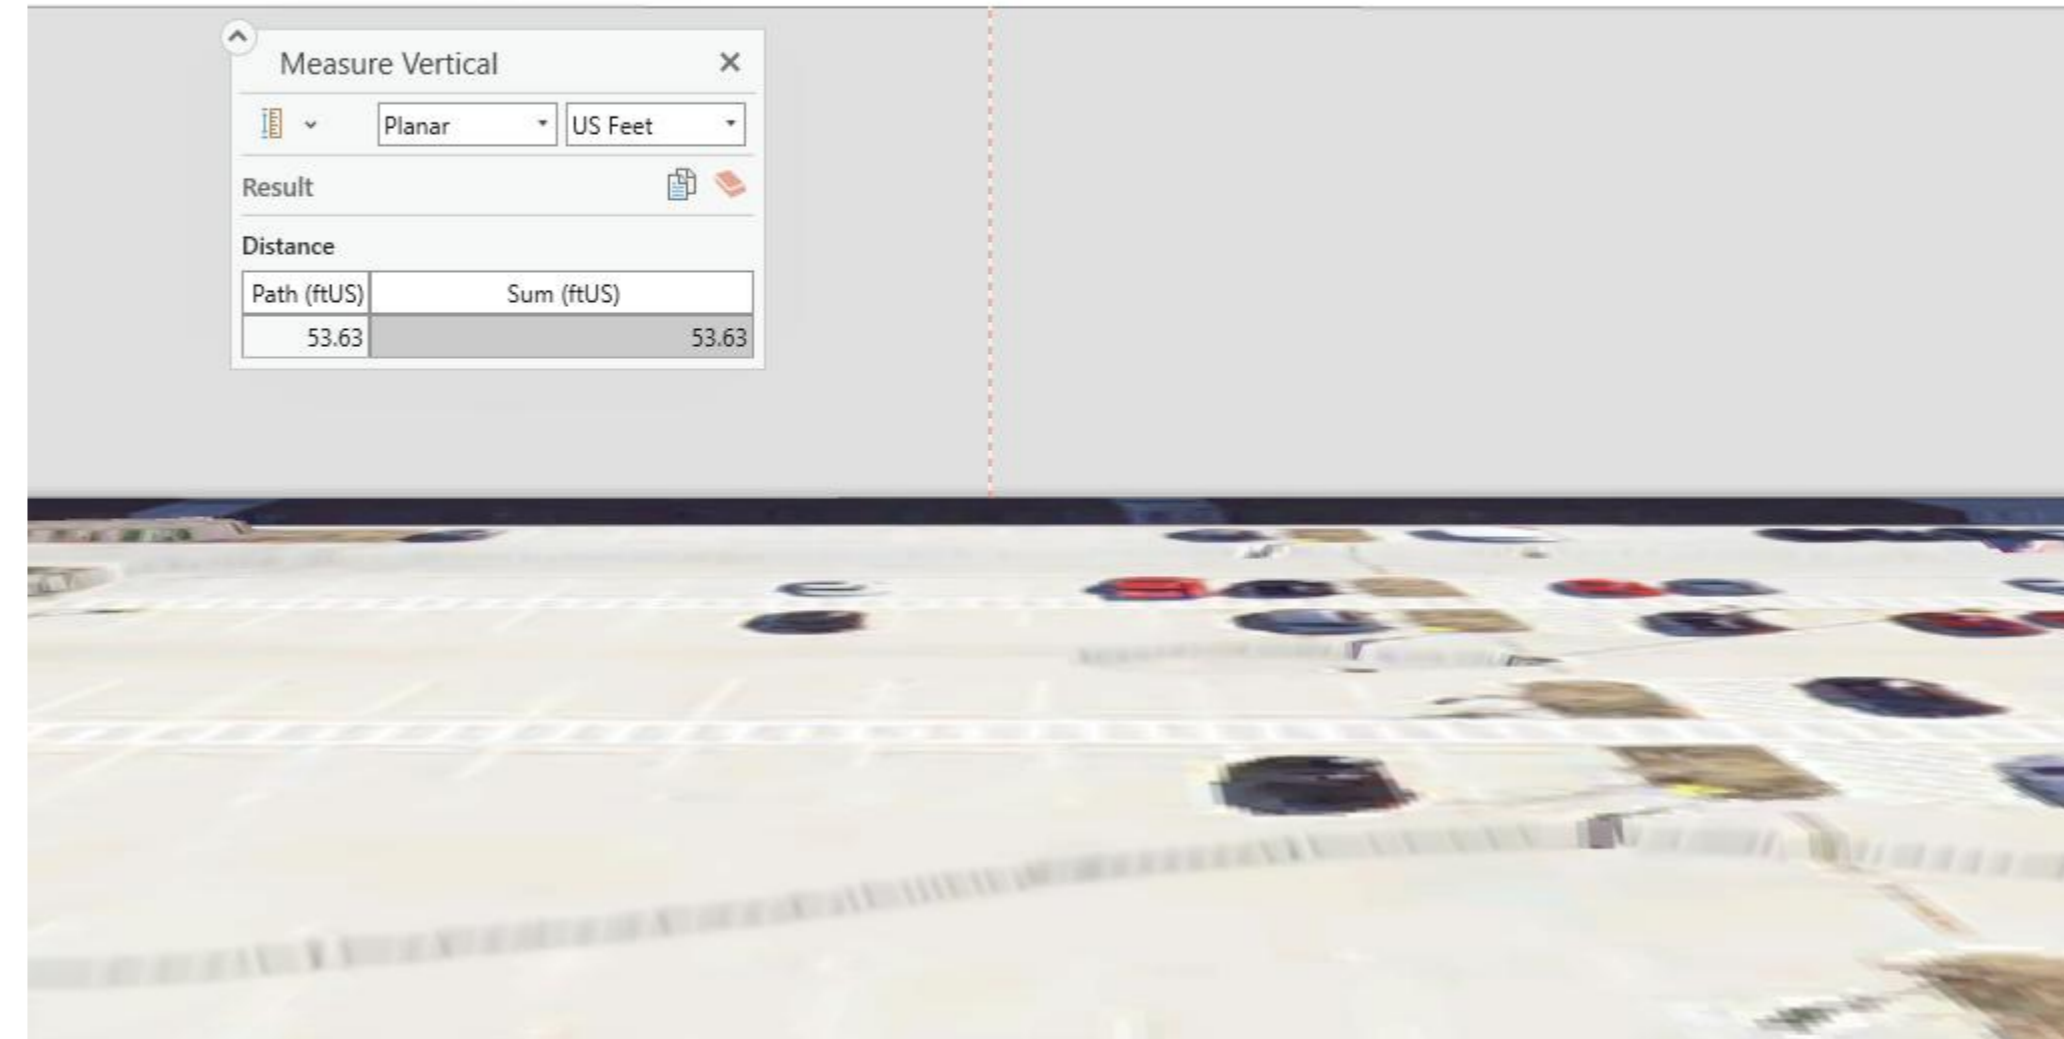 Measure Vertical
Planar US Feet
Result
Distance
Path (ftUS) Sum (ftUS)
53.63 53.63